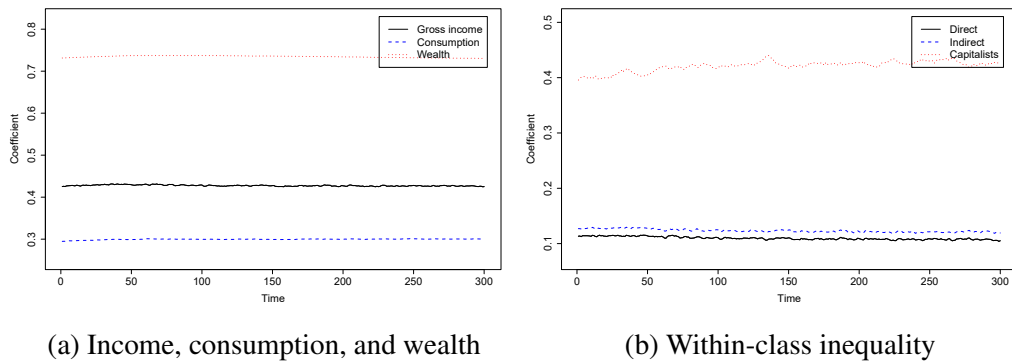 Gross income
Consumption
Wealth
Coefficient
0.3 0.4 0.5 0.6 0.7 0.8
0 50 100 150 200 250 300
Time
(a) Income, consumption, and wealth
Direct
Indirect
Capitalists
Coefficient
0.1 0.2 0.3 0.4 0.5
0 50 100 150 200 250 300
Time
(b) Within-class inequality